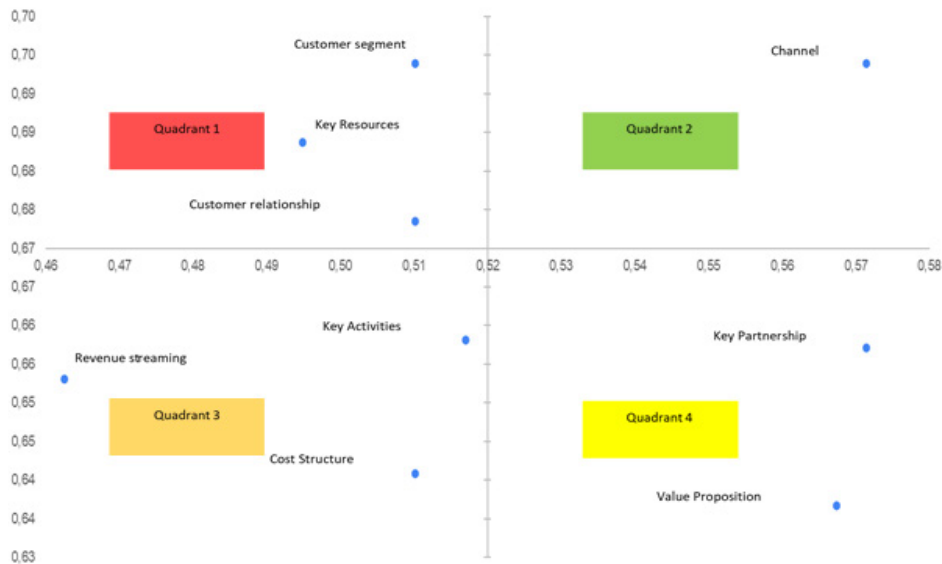 0,70
Customer segment
0,70
Channel
0,69
Quadrant 1
Key Resources
Quadrant 2
0,69
0,68
Customer relationship
0,68
0,67
0,46 0,47 0,48 0,49 0,50 0,51 0,52 0,53 0,54 0,55 0,56 0,57 0,58
0,67
Key Activities
0,66
Key Partnership
Revenue streaming
0,66
0,65
Quadrant 3
Quadrant 4
0,65
Cost Structure
0,64
Value Proposition
0,64
0,63